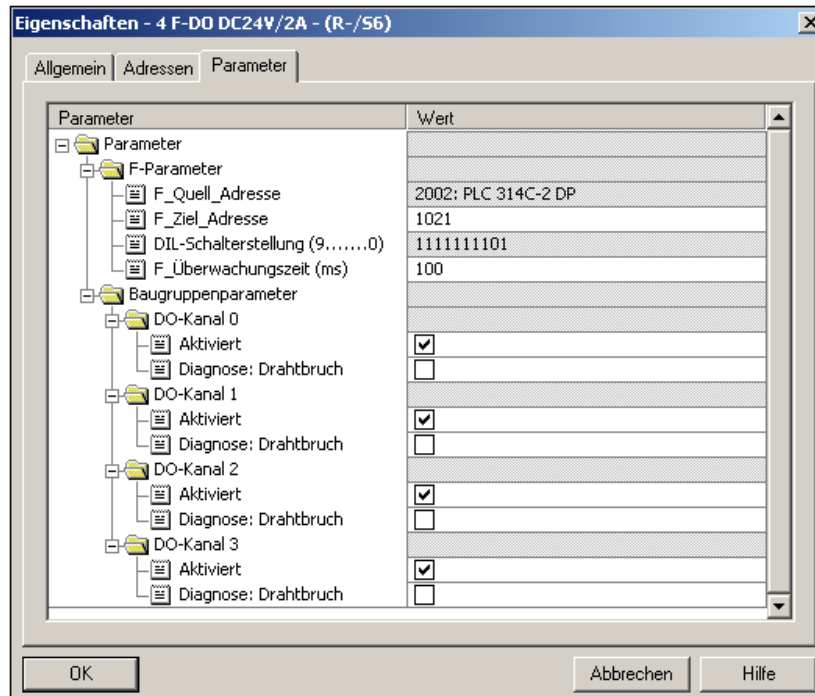 Eigenschaften - 4 F-DO DC24V/2A - (R-/S6)
Allgemein Adressen Parameter
Parameter Wert
Parameter
F-Parameter
F_Quell_Adresse 2002: PLC 314C-2 DP
F_Ziel_Adresse 1021
DIL-Schalterstellung (9.......0) 1111111101
F_Überwachungszeit (ms) 100
Baugruppenparameter
DO-Kanal 0
Aktiviert
Diagnose: Drahtbruch
DO-Kanal 1
Aktiviert
Diagnose: Drahtbruch
DO-Kanal 2
Aktiviert
Diagnose: Drahtbruch
DO-Kanal 3
Aktiviert
Diagnose: Drahtbruch
OK Abbrechen Hilfe